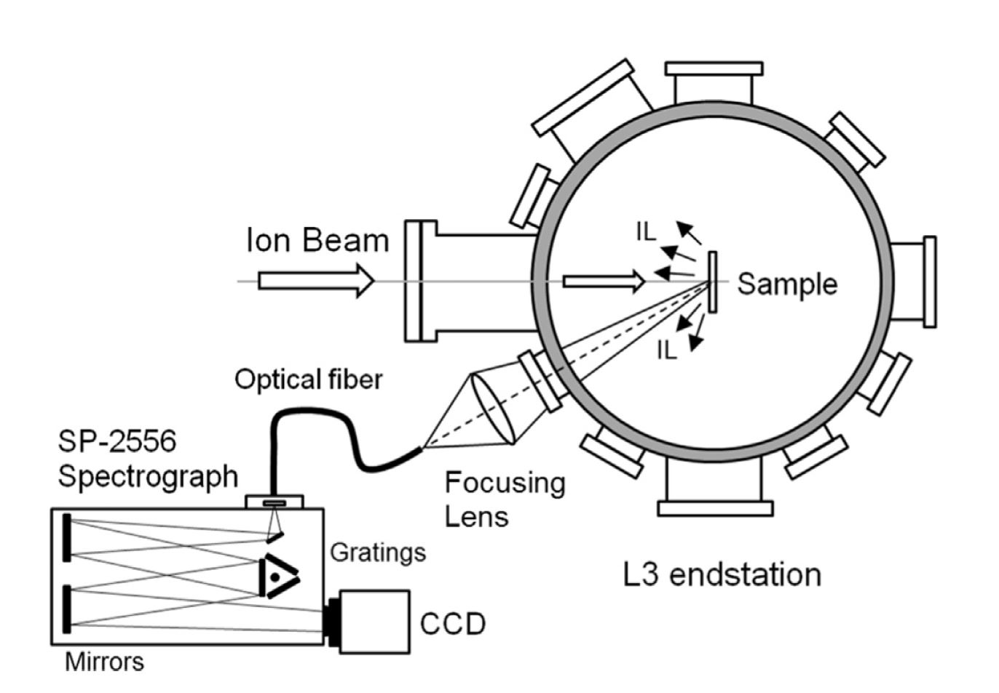 IL
Ion Beam
Sample
IL
Optical fiber
SP-2556
Spectrograph
Focusing
Lens
Gratings
L3 endstation
CCD
Mirrors